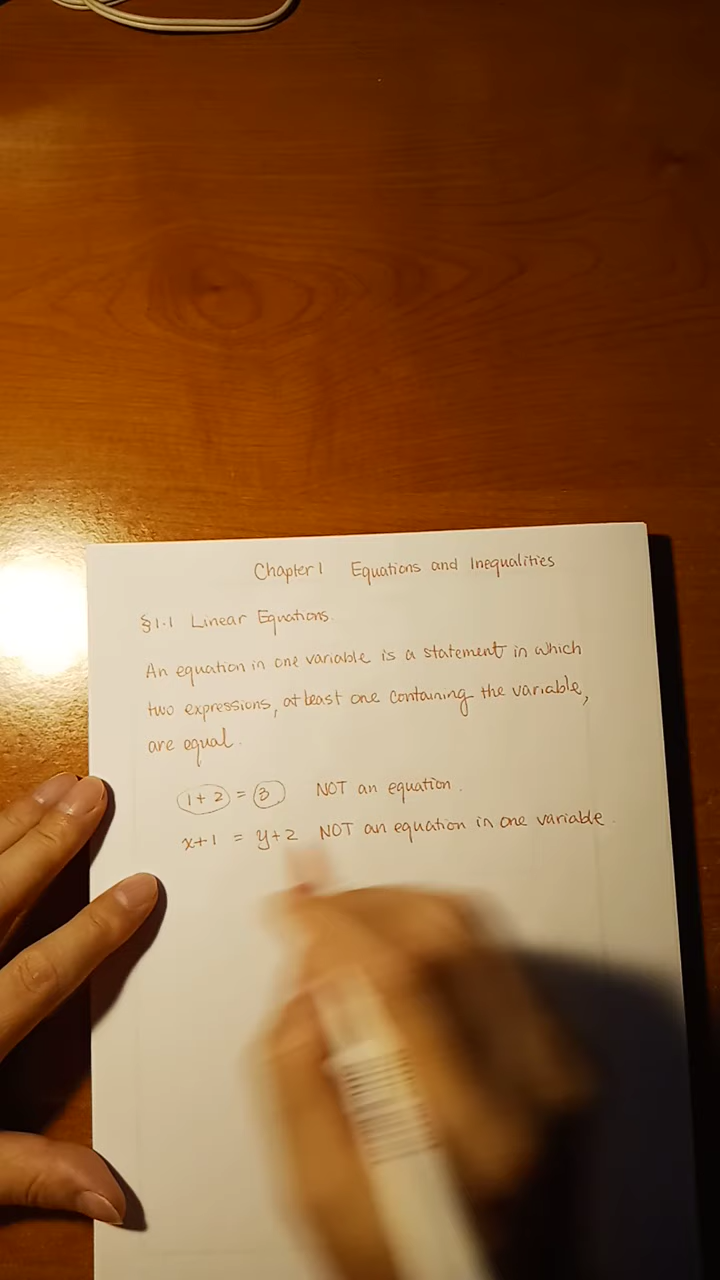 Chapter 1 Equations and Inequalities
§1.1 Linear Equations.
An equation in one variable is a statement in which
two expressions, at least one containing the variable,
are equal.
1+2 = 3 NOT an equation.
x+1 = y+2 NOT an equation in one variable.